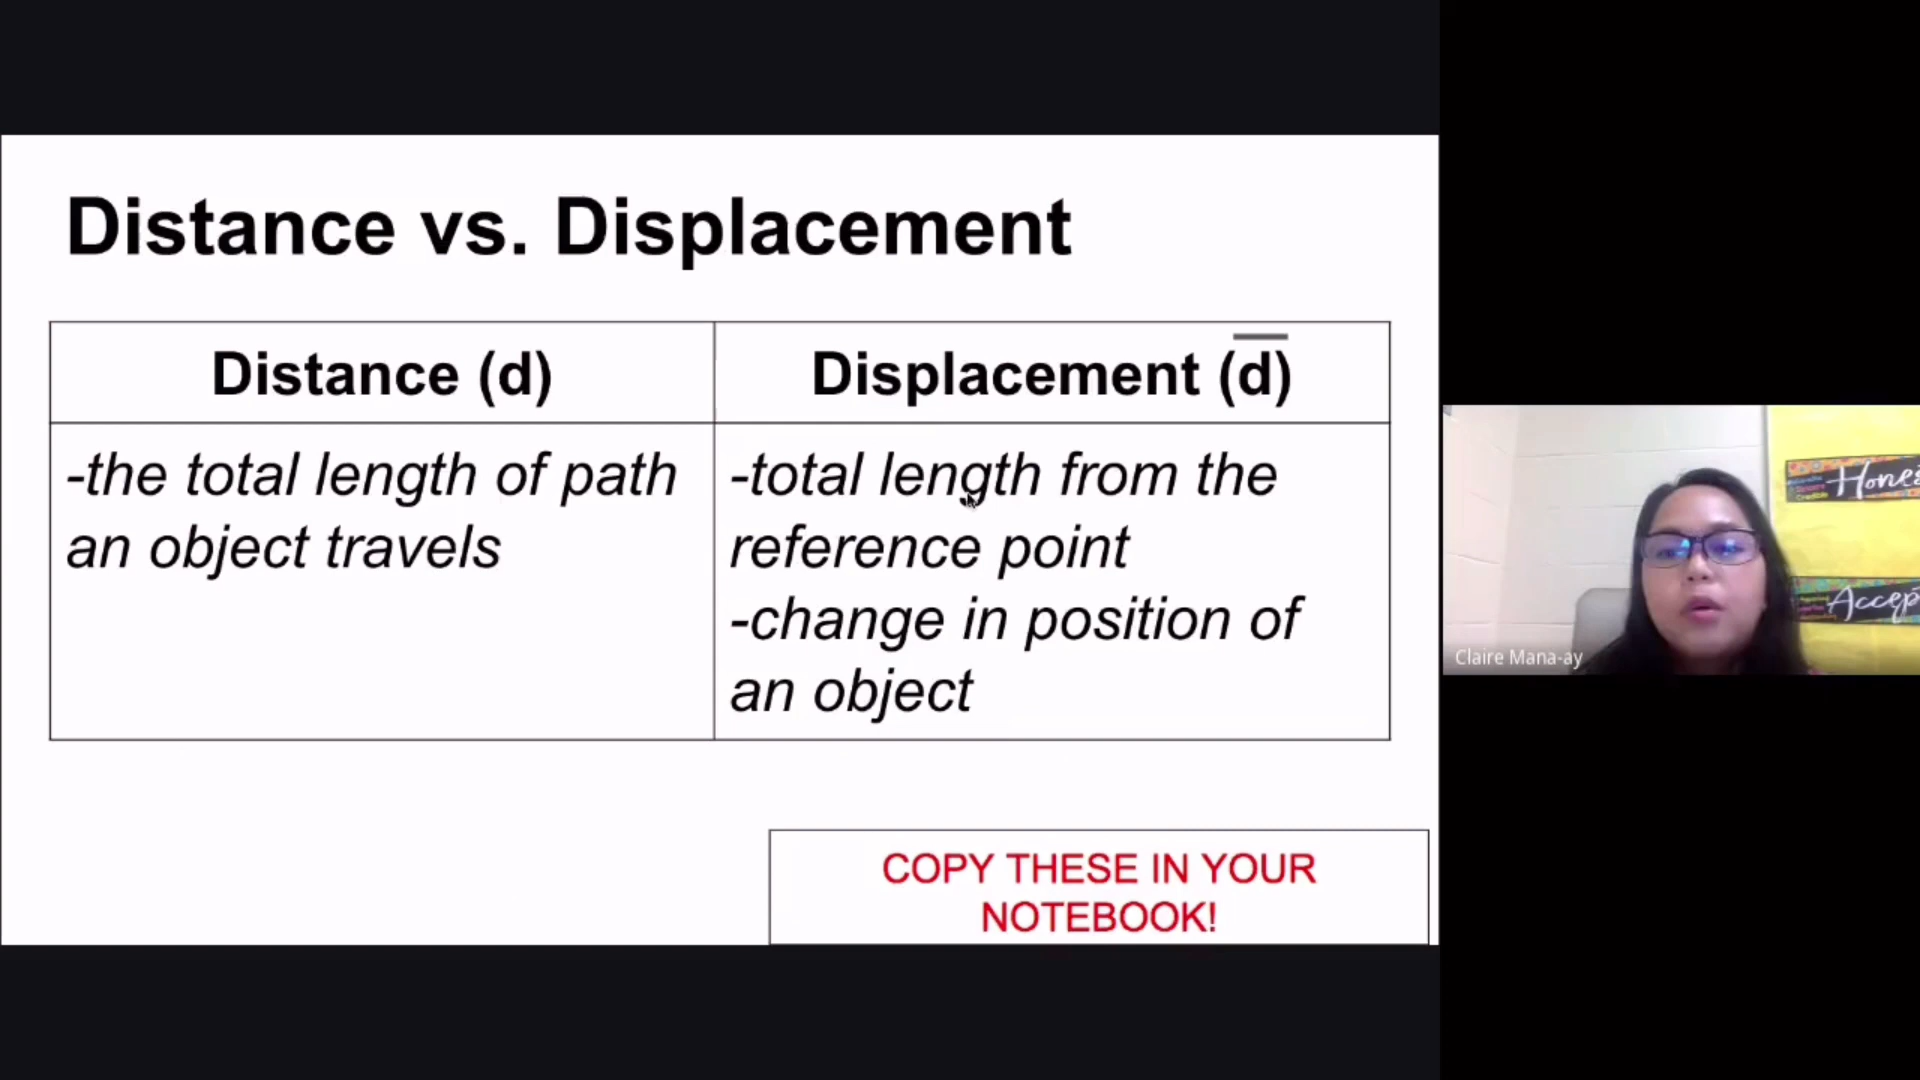 Distance vs. Displacement
Distance (d)
Displacement (d)
-the total length of path
an object travels
-total length from the
reference point
-change in position of
an object
COPY THESE IN YOUR
NOTEBOOK!
Claire Mana-ay